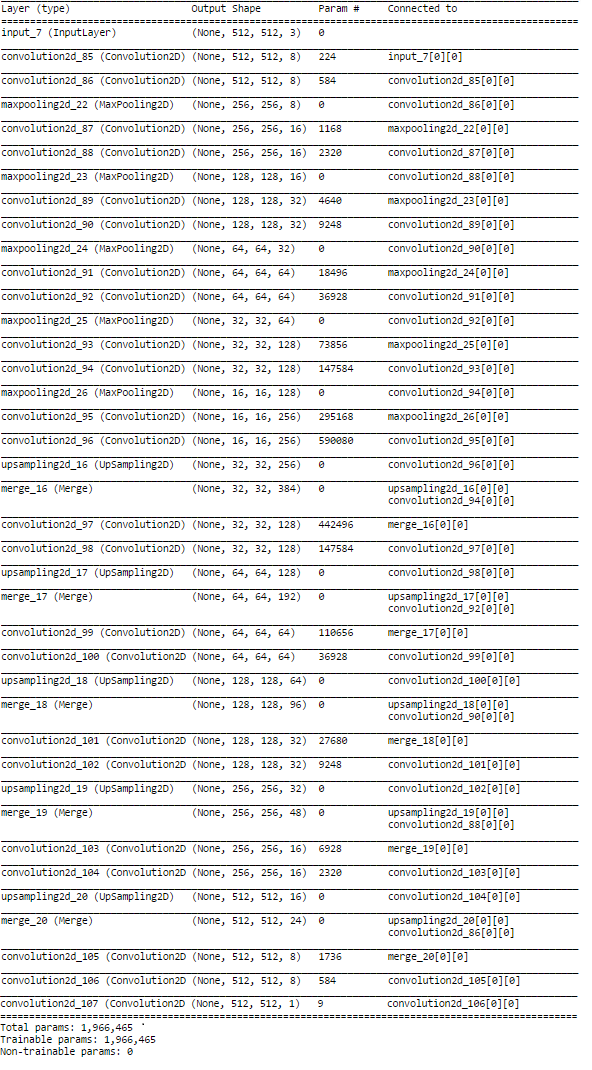 Layer (type) Output Shape Param # Connected to
input_7 (InputLayer) (None, 512, 512, 3) 0
convolution2d_85 (Convolution2D) (None, 512, 512, 8) 224 input_7[0][0]
convolution2d_86 (Convolution2D) (None, 512, 512, 8) 584 convolution2d_85[0][0]
maxpooling2d_22 (MaxPooling2D) (None, 256, 256, 8) 0 convolution2d_86[0][0]
convolution2d_87 (Convolution2D) (None, 256, 256, 16) 1168 maxpooling2d_22[0][0]
convolution2d_88 (Convolution2D) (None, 256, 256, 16) 2320 convolution2d_87[0][0]
maxpooling2d_23 (MaxPooling2D) (None, 128, 128, 16) 0 convolution2d_88[0][0]
convolution2d_89 (Convolution2D) (None, 128, 128, 32) 4640 maxpooling2d_23[0][0]
convolution2d_90 (Convolution2D) (None, 128, 128, 32) 9248 convolution2d_89[0][0]
maxpooling2d_24 (MaxPooling2D) (None, 64, 64, 32) 0 convolution2d_90[0][0]
convolution2d_91 (Convolution2D) (None, 64, 64, 64) 18496 maxpooling2d_24[0][0]
convolution2d_92 (Convolution2D) (None, 64, 64, 64) 36928 convolution2d_91[0][0]
maxpooling2d_25 (MaxPooling2D) (None, 32, 32, 64) 0 convolution2d_92[0][0]
convolution2d_93 (Convolution2D) (None, 32, 32, 128) 73856 maxpooling2d_25[0][0]
convolution2d_94 (Convolution2D) (None, 32, 32, 128) 147584 convolution2d_93[0][0]
maxpooling2d_26 (MaxPooling2D) (None, 16, 16, 128) 0 convolution2d_94[0][0]
convolution2d_95 (Convolution2D) (None, 16, 16, 256) 295168 maxpooling2d_26[0][0]
convolution2d_96 (Convolution2D) (None, 16, 16, 256) 590080 convolution2d_95[0][0]
upsampling2d_16 (UpSampling2D) (None, 32, 32, 256) 0 convolution2d_96[0][0]
merge_16 (Merge) (None, 32, 32, 384) 0 upsampling2d_16[0][0]
convolution2d_94[0][0]
convolution2d_97 (Convolution2D) (None, 32, 32, 128) 442496 merge_16[0][0]
convolution2d_98 (Convolution2D) (None, 32, 32, 128) 147584 convolution2d_97[0][0]
upsampling2d_17 (UpSampling2D) (None, 64, 64, 128) 0 convolution2d_98[0][0]
merge_17 (Merge) (None, 64, 64, 192) 0 upsampling2d_17[0][0]
convolution2d_92[0][0]
convolution2d_99 (Convolution2D) (None, 64, 64, 64) 110656 merge_17[0][0]
convolution2d_100 (Convolution2D (None, 64, 64, 64) 36928 convolution2d_99[0][0]
upsampling2d_18 (UpSampling2D) (None, 128, 128, 64) 0 convolution2d_100[0][0]
merge_18 (Merge) (None, 128, 128, 96) 0 upsampling2d_18[0][0]
convolution2d_90[0][0]
convolution2d_101 (Convolution2D (None, 128, 128, 32) 27680 merge_18[0][0]
convolution2d_102 (Convolution2D (None, 128, 128, 32) 9248 convolution2d_101[0][0]
upsampling2d_19 (UpSampling2D) (None, 256, 256, 32) 0 convolution2d_102[0][0]
merge_19 (Merge) (None, 256, 256, 48) 0 upsampling2d_19[0][0]
convolution2d_88[0][0]
convolution2d_103 (Convolution2D (None, 256, 256, 16) 6928 merge_19[0][0]
convolution2d_104 (Convolution2D (None, 256, 256, 16) 2320 convolution2d_103[0][0]
upsampling2d_20 (UpSampling2D) (None, 512, 512, 16) 0 convolution2d_104[0][0]
merge_20 (Merge) (None, 512, 512, 24) 0 upsampling2d_20[0][0]
convolution2d_86[0][0]
convolution2d_105 (Convolution2D (None, 512, 512, 8) 1736 merge_20[0][0]
convolution2d_106 (Convolution2D (None, 512, 512, 8) 584 convolution2d_105[0][0]
convolution2d_107 (Convolution2D (None, 512, 512, 1) 9 convolution2d_106[0][0]
Total params: 1,966,465
Trainable params: 1,966,465
Non-trainable params: 0